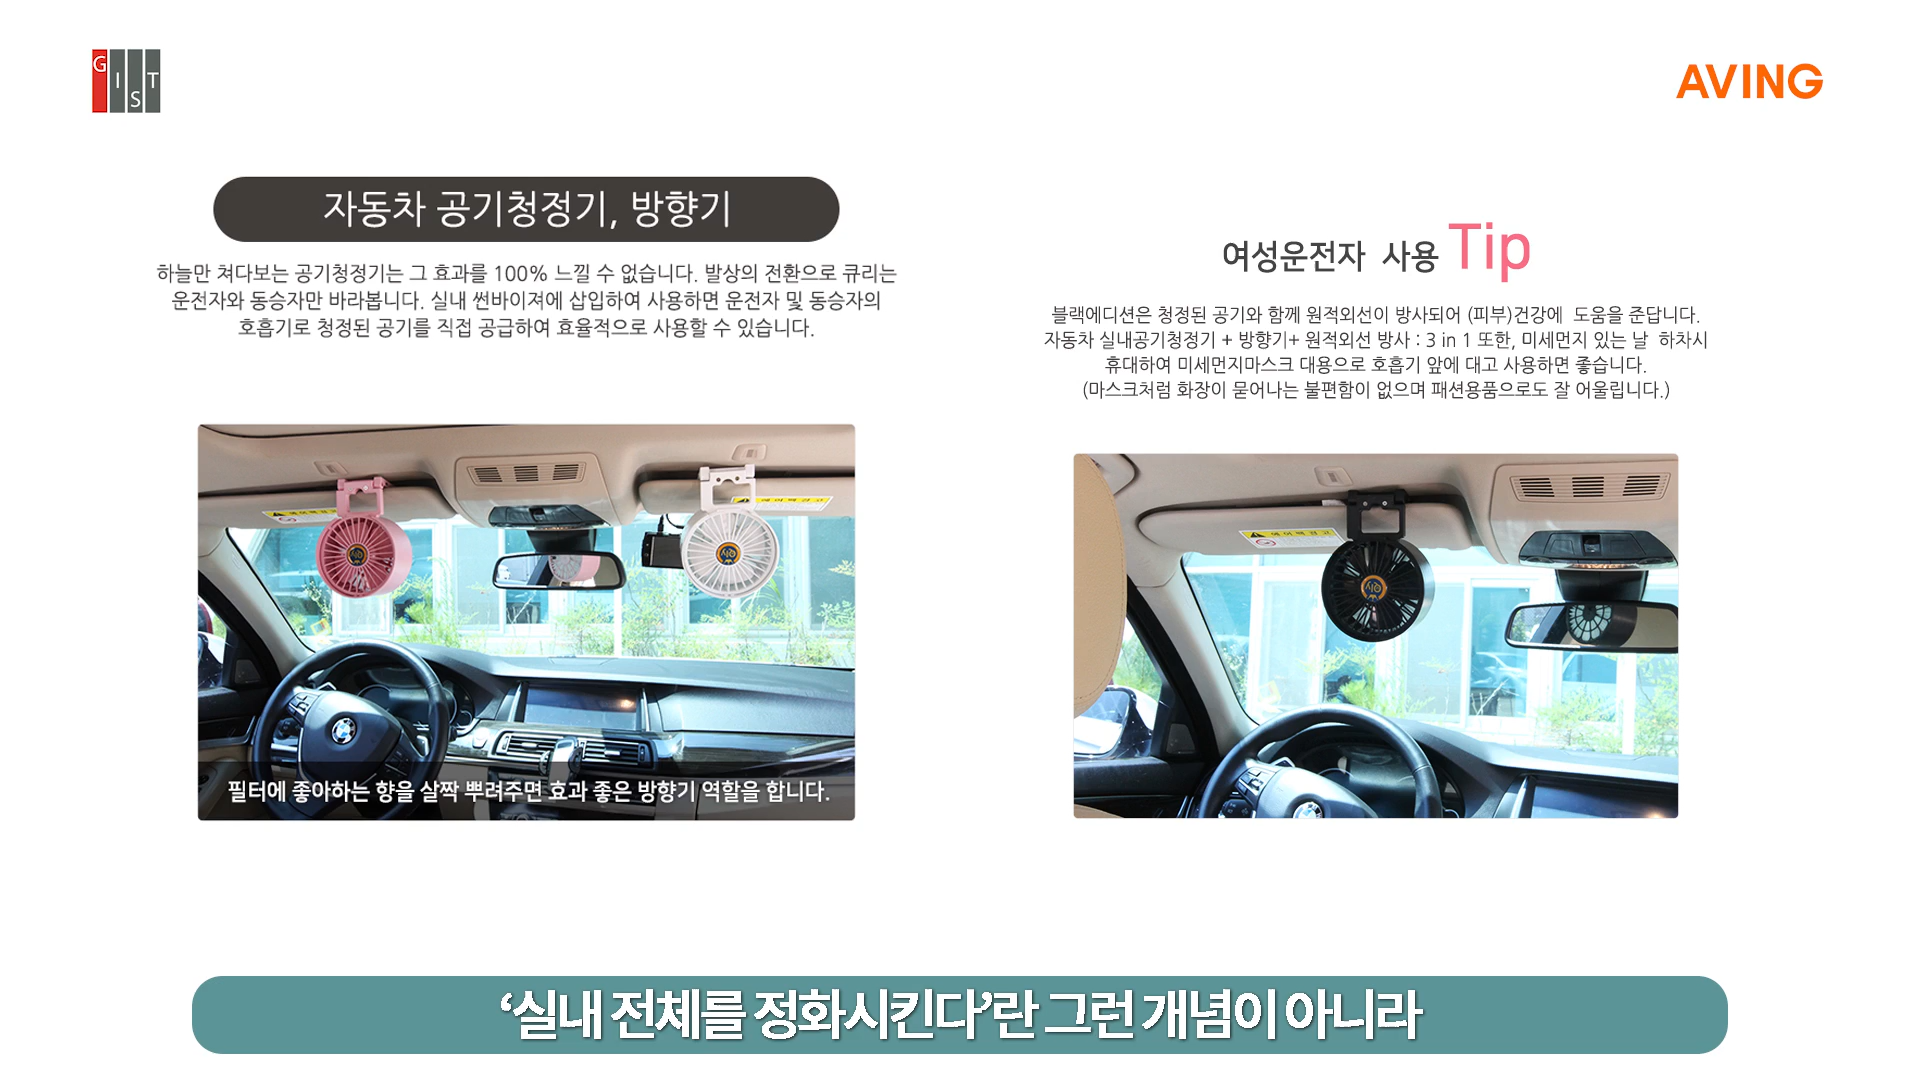 GIST
AVING
자동차 공기청정기, 방향기
하늘만 쳐다보는 공기청정기는 그 효과를 100% 느낄 수 없습니다. 발상의 전환으로 큐리는
운전자와 동승자만 바라봅니다. 실내 썬바이져에 삽입하여 사용하면 운전자 및 동승자의
호흡기로 청정된 공기를 직접 공급하여 효율적으로 사용할 수 있습니다.
필터에 좋아하는 향을 살짝 뿌려주면 효과 좋은 방향기 역할을 합니다.
여성운전자 사용 Tip
블랙에디션은 청정된 공기와 함께 원적외선이 방사되어 (피부)건강에 도움을 준답니다.
자동차 실내공기청정기 + 방향기+ 원적외선 방사 : 3 in 1 또한, 미세먼지 있는 날 하차시
휴대하여 미세먼지마스크 대용으로 호흡기 앞에 대고 사용하면 좋습니다.
(마스크처럼 화장이 묻어나는 불편함이 없으며 패션용품으로도 잘 어울립니다.)
에어백경고
‘실내 전체를 정화시킨다’란 그런 개념이 아니라